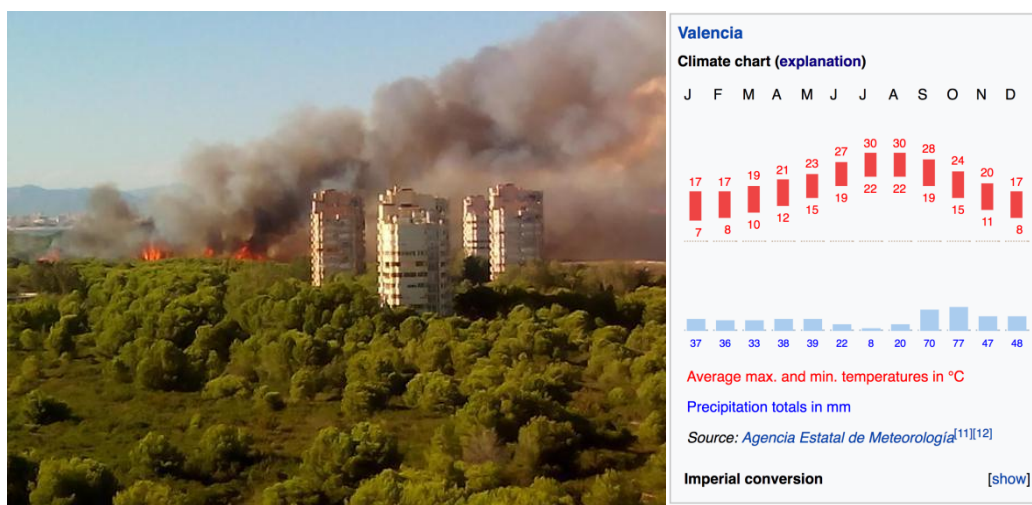 Valencia
Climate chart (explanation)
J F M A M J J A S O N D
17 17 19 21 23 27 30 30 28 24 20 17
7 8 10 12 15 19 22 22 19 15 11 8
37 36 33 38 39 22 8 20 70 77 47 48
Average max. and min. temperatures in °C
Precipitation totals in mm
Source: Agencia Estatal de Meteorología[11][12]
Imperial conversion [show]